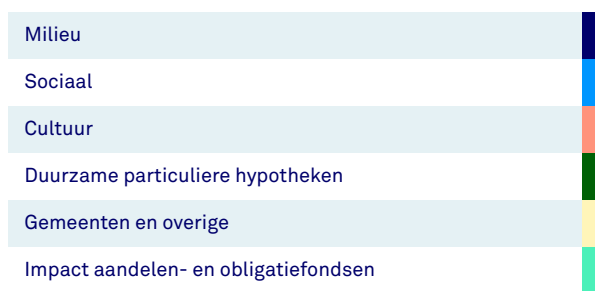 Milieu
Sociaal
Cultuur
Duurzame particuliere hypotheken
Gemeenten en overige
Impact aandelen- en obligatiefondsen